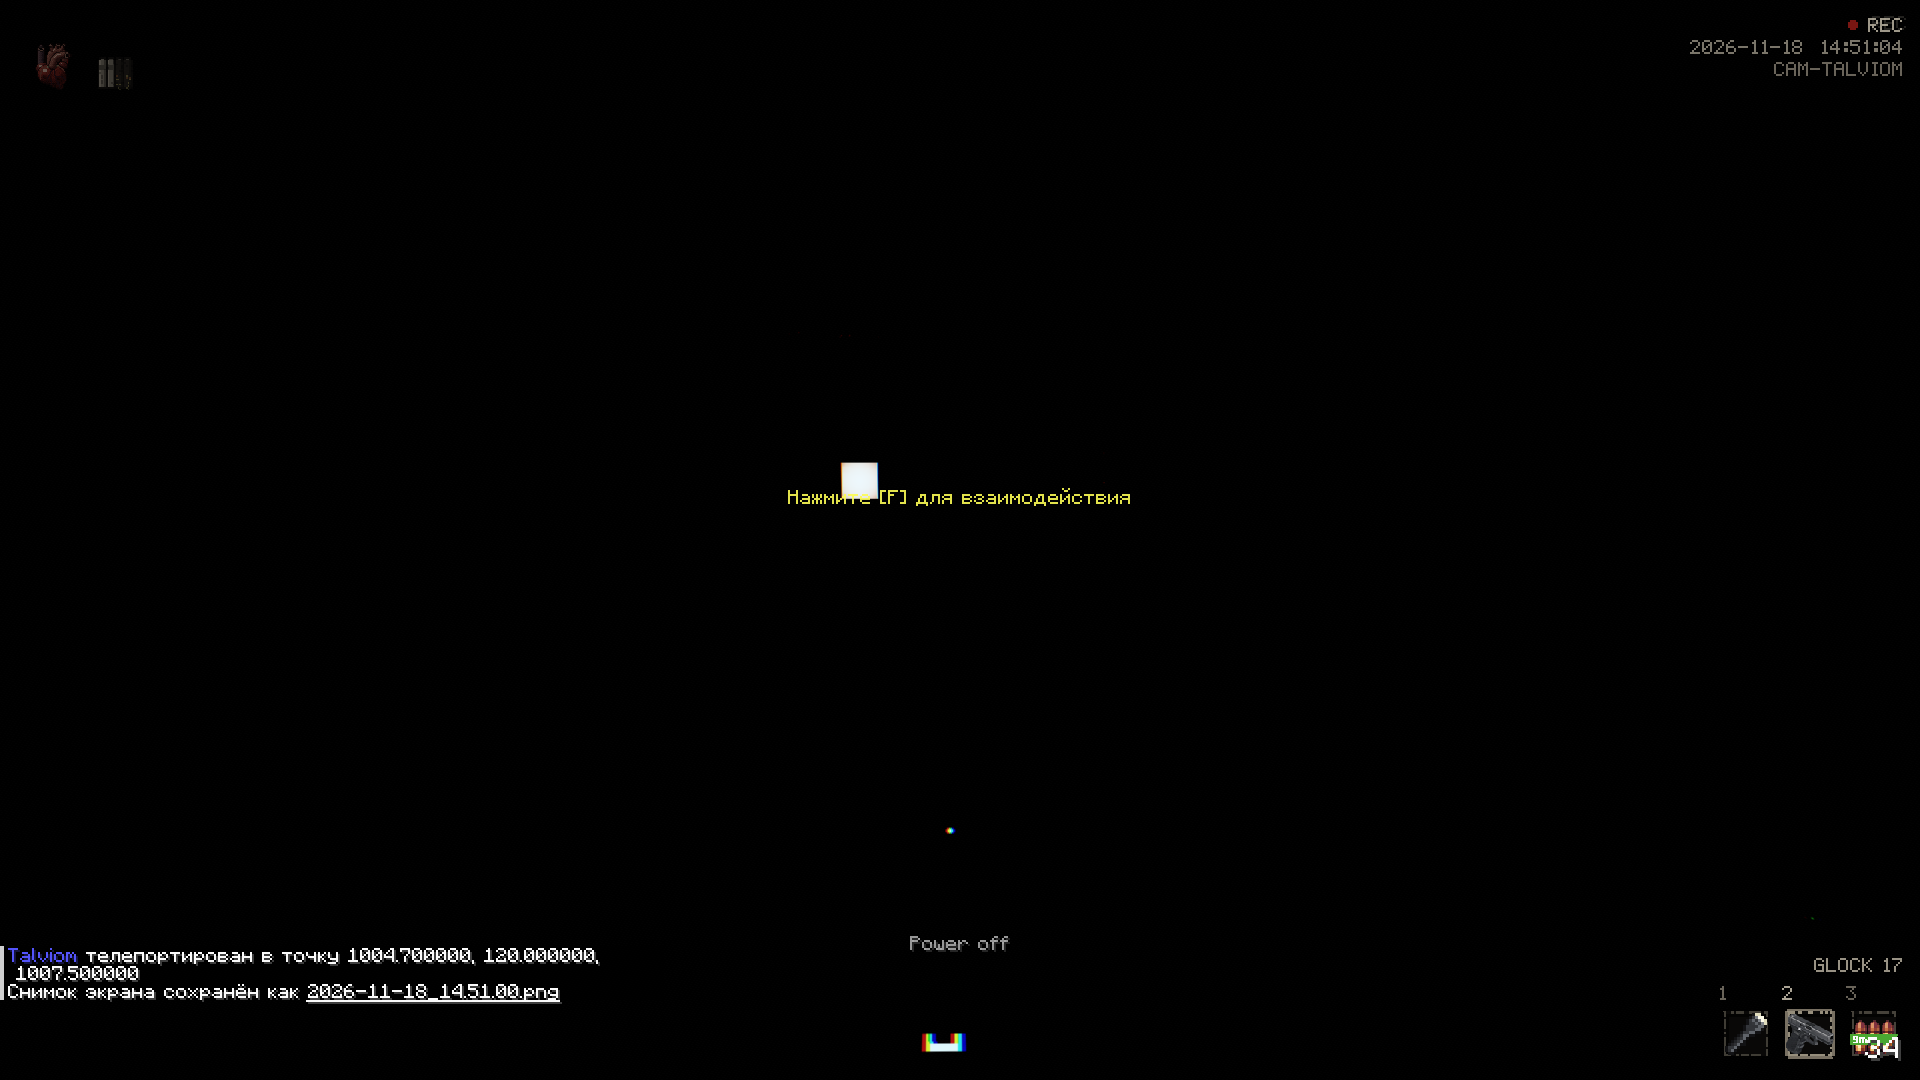 REC
2026-11-18 14:51:04
CAM-TALVIOM
Нажмите [F] для взаимодействия
Power off
Talviom телепортирован в точку 1004.700000, 120.000000,
1007.500000
Снимок экрана сохранён как 2026-11-18_14.51.00.png
GLOCK 17
1 2 3
9mm
34